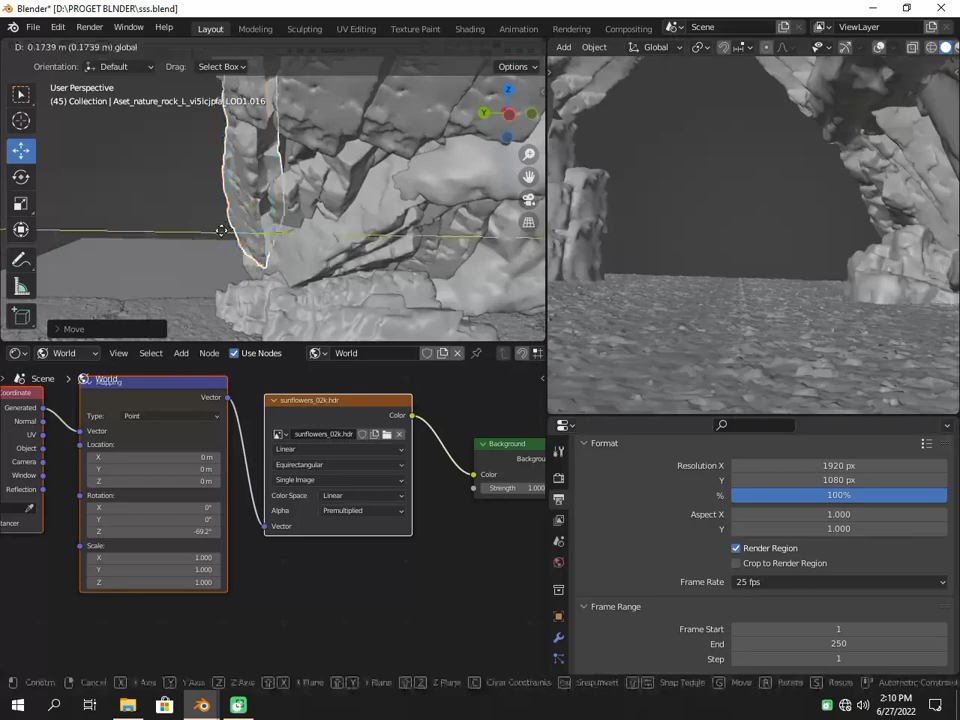 Blender* [D:\PROGET BLNDER\sss.blend]
File Edit Render Window Help Layout Modeling Sculpting UV Editing Texture Paint Shading Animation Rendering Compositing Scene ViewLayer
D: 0.1739 m (0.1739 m) global
Add Object Global
Orientation: Default Drag: Select Box Options
User Perspective
(45) Collection | Aset_nature_rock_L_vi5lcjpfa_LOD1.016
Z
Y
Move
World View Select Add Node Use Nodes World
Scene World
Mapping
Coordinate
Generated
Normal
UV
Object
Camera
Window
Reflection
Vector
Type: Point
Vector
Location:
X 0 m
Y 0 m
Z 0 m
Rotation:
X 0°
Y 0°
Z -69.2°
Scale:
X 1.000
Y 1.000
Z 1.000
sunflowers_02k.hdr
Color
sunflowers_02k.hdr
Linear
Equirectangular
Single Image
Color Space Linear
Alpha Premultiplied
Vector
Background
Color
Strength 1.000
Format
Resolution X 1920 px
Y 1080 px
% 100%
Aspect X 1.000
Y 1.000
Render Region
Crop to Render Region
Frame Rate 25 fps
Frame Range
Frame Start 1
End 250
Step 1
Confirm Cancel X Axis Y Axis Z Axis X Plane Y Plane Z Plane Clear Constraints Snap Invert Snap Toggle Move Rotate Resize Automatic Constraint
2:10 PM
6/27/2022